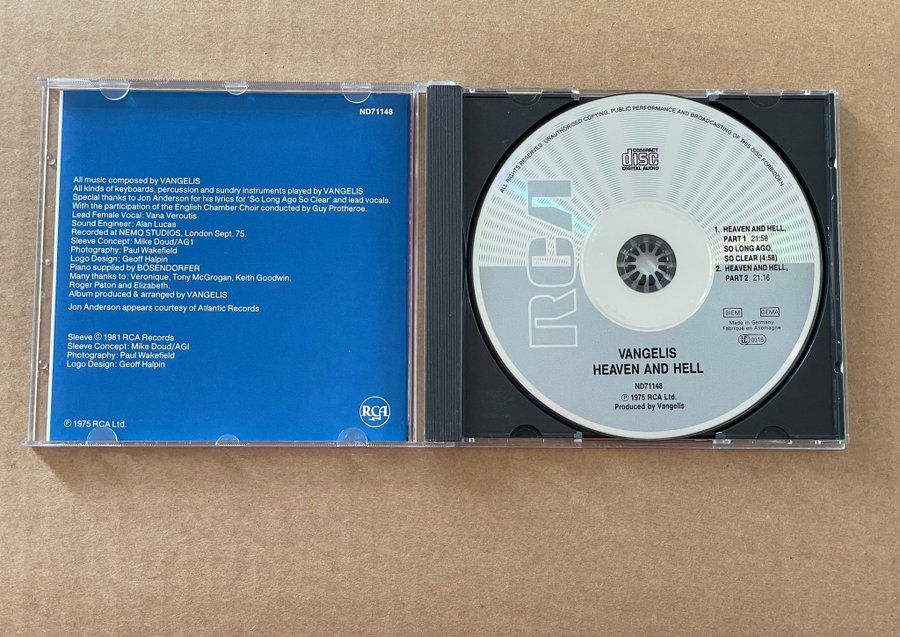 ND71148
All music composed by VANGELIS
All kinds of keyboards, percussion and sundry instruments played by VANGELIS
Special thanks to Jon Anderson for his lyrics for 'So Long Ago So Clear' and lead vocals.
With the participation of the English Chamber Choir conducted by Guy Protheroe.
Lead Female Vocal: Vana Veroutis
Sound Engineer: Alan Lucas
Recorded at NEMO STUDIOS, London Sept. 75.
Sleeve Concept: Mike Doud/AG1
Photography: Paul Wakefield
Logo Design: Geoff Halpin
Piano supplied by BÖSENDORFER
Many thanks to: Veronique, Tony McGrogan, Keith Goodwin,
Roger Paton and Elizabeth.
Album produced & arranged by VANGELIS
Jon Anderson appears courtesy of Atlantic Records
Sleeve Ⓒ 1981 RCA Records
Sleeve Concept: Mike Doud/AGI
Photography: Paul Wakefield
Logo Design: Geoff Halpin
Ⓟ 1975 RCA Ltd.
RCA
ALL RIGHTS RESERVED. UNAUTHORISED COPYING, PUBLIC PERFORMANCE AND BROADCASTING OF THIS DISC FORBIDDEN.
COMPACT
disc
DIGITAL AUDIO
RCA
1. HEAVEN AND HELL,
PART 1 21:58
SO LONG AGO,
SO CLEAR (4:58)
2. HEAVEN AND HELL,
PART 2 21:16
BIEM GEMA
Made in Germany
Fabriqué en Allemagne
LC 0316
VANGELIS
HEAVEN AND HELL
ND71148
Ⓟ 1975 RCA Ltd.
Produced by Vangelis